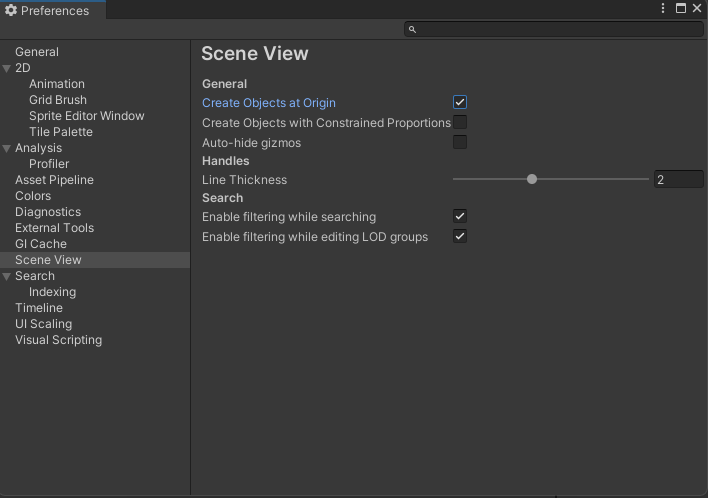 Preferences
General
2D
Animation
Grid Brush
Sprite Editor Window
Tile Palette
Analysis
Profiler
Asset Pipeline
Colors
Diagnostics
External Tools
GI Cache
Scene View
Search
Indexing
Timeline
UI Scaling
Visual Scripting
Scene View
General
Create Objects at Origin
Create Objects with Constrained Proportions
Auto-hide gizmos
Handles
Line Thickness 2
Search
Enable filtering while searching
Enable filtering while editing LOD groups